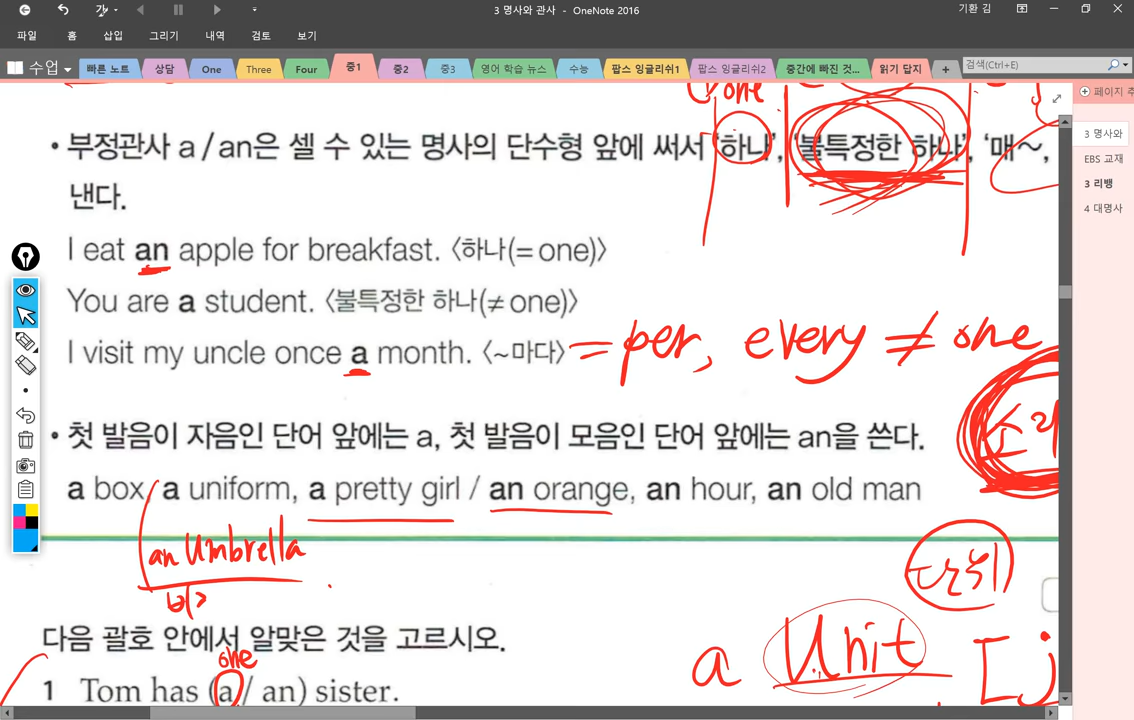 3 명사와 관사 - OneNote 2016
기환 김
파일 홈 삽입 그리기 내역 검토 보기
수업 빠른 노트 상담 One Three Four 중1 중2 중3 영어 학습 뉴스 수능 팝스 잉글리쉬1 팝스 잉글리쉬2 중간에 빠진 것... 읽기 답지 + 검색(Ctrl+E)
페이지 추
3 명사와
EBS 교재
3 리뱅
4 대명사
one
• 부정관사 a / an은 셀 수 있는 명사의 단수형 앞에 써서 ‘하나’, ‘불특정한 하나’, ‘매~,
낸다.
I eat an apple for breakfast. 〈하나(= one)〉
You are a student. 〈불특정한 하나(≠ one)〉
I visit my uncle once a month. 〈~마다〉 = per, every ≠ one
• 첫 발음이 자음인 단어 앞에는 a, 첫 발음이 모음인 단어 앞에는 an을 쓴다.
a box, a uniform, a pretty girl / an orange, an hour, an old man
an Umbrella
단위
다음 괄호 안에서 알맞은 것을 고르시오.
a Unit [j
one
1 Tom has (a / an) sister.